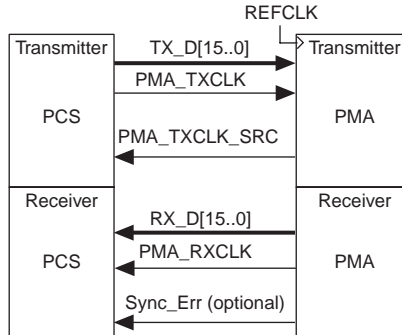 REFCLK
Transmitter
TX_D[15..0]
Transmitter
PMA_TXCLK
PCS
PMA
PMA_TXCLK_SRC
Receiver
Receiver
RX_D[15..0]
PMA_RXCLK
PCS
PMA
Sync_Err (optional)